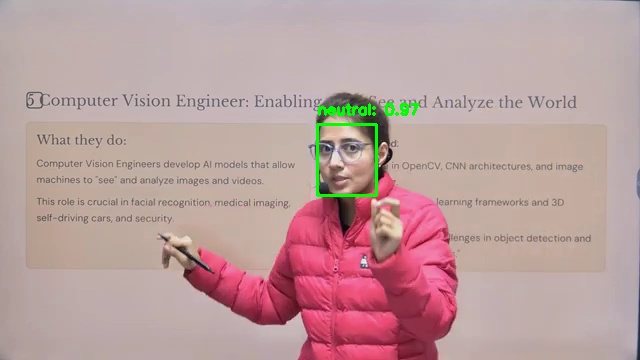 5 Computer Vision Engineer: Enabling and Analyze the World
neutral: 0.97
What they do:
Computer Vision Engineers develop AI models that allow
machines to "see" and analyze images and videos.
This role is crucial in facial recognition, medical imaging,
self-driving cars, and security.
in OpenCV, CNN architectures, and image
learning frameworks and 3D
in object detection and